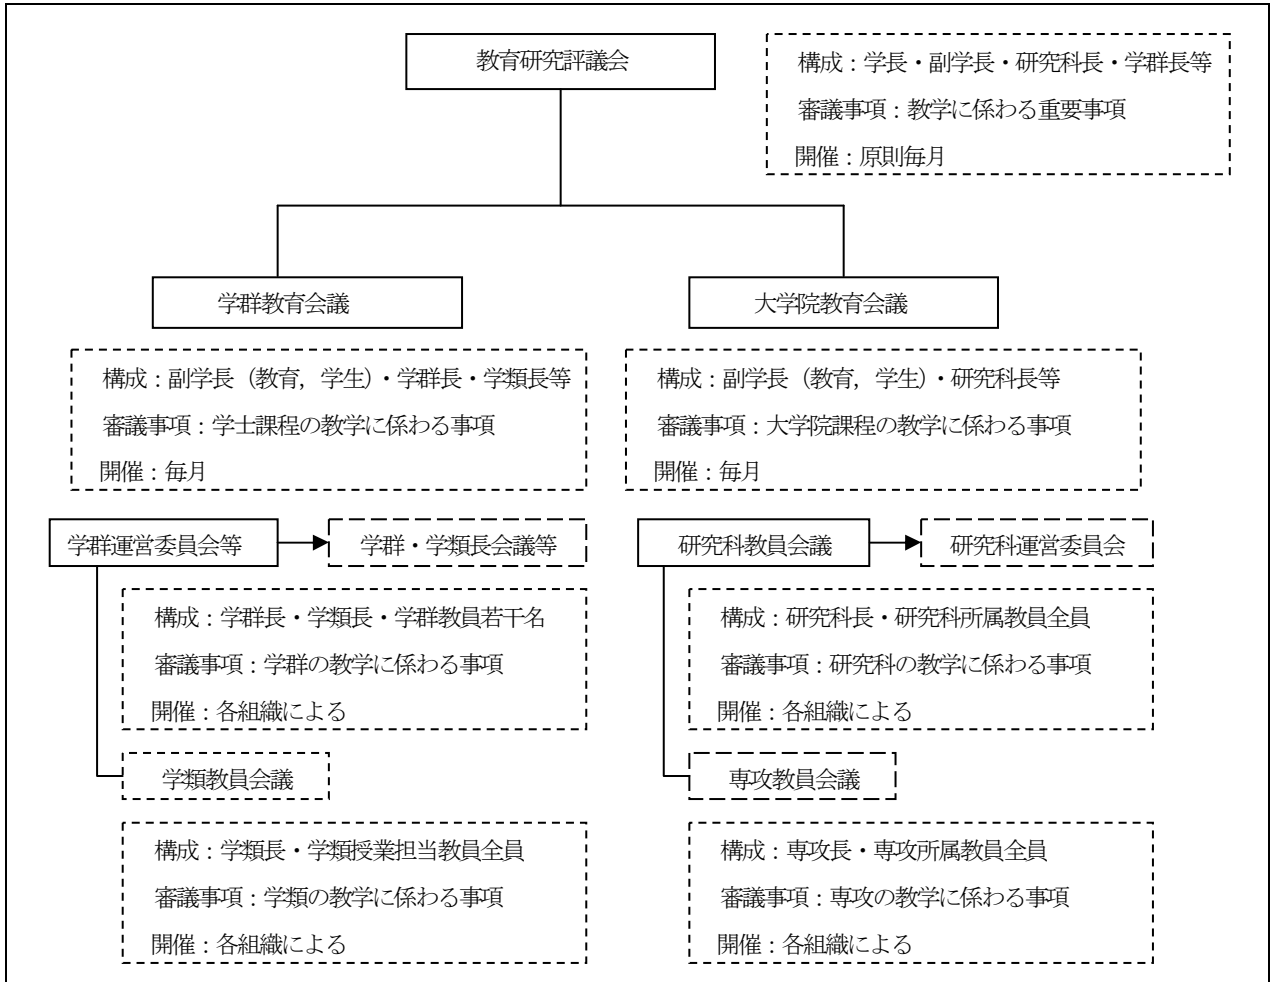 教育研究評議会
構成：学長・副学長・研究科長・学群長等
審議事項：教学に係わる重要事項
開催：原則毎月
学群教育会議
大学院教育会議
構成：副学長（教育，学生）・学群長・学類長等
審議事項：学士課程の教学に係わる事項
開催：毎月
構成：副学長（教育，学生）・研究科長等
審議事項：大学院課程の教学に係わる事項
開催：毎月
学群運営委員会等
学群・学類長会議等
研究科教員会議
研究科運営委員会
構成：学群長・学類長・学群教員若干名
審議事項：学群の教学に係わる事項
開催：各組織による
構成：研究科長・研究科所属教員全員
審議事項：研究科の教学に係わる事項
開催：各組織による
学類教員会議
専攻教員会議
構成：学類長・学類授業担当教員全員
審議事項：学類の教学に係わる事項
開催：各組織による
構成：専攻長・専攻所属教員全員
審議事項：専攻の教学に係わる事項
開催：各組織による